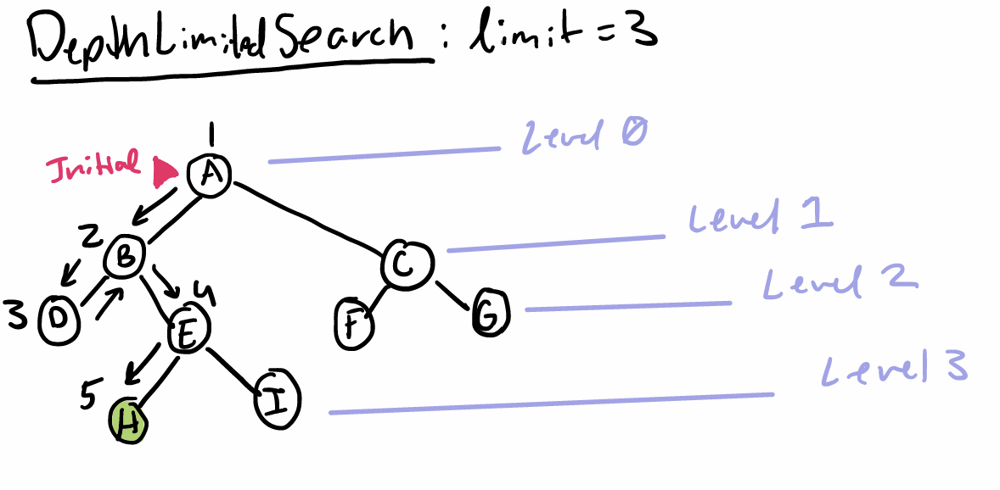 DepthLimitedSearch : limit = 3
1
Level 0
Initial
A
Level 1
2
B
C
Level 2
3
D
4
E
F
G
Level 3
5
H
I